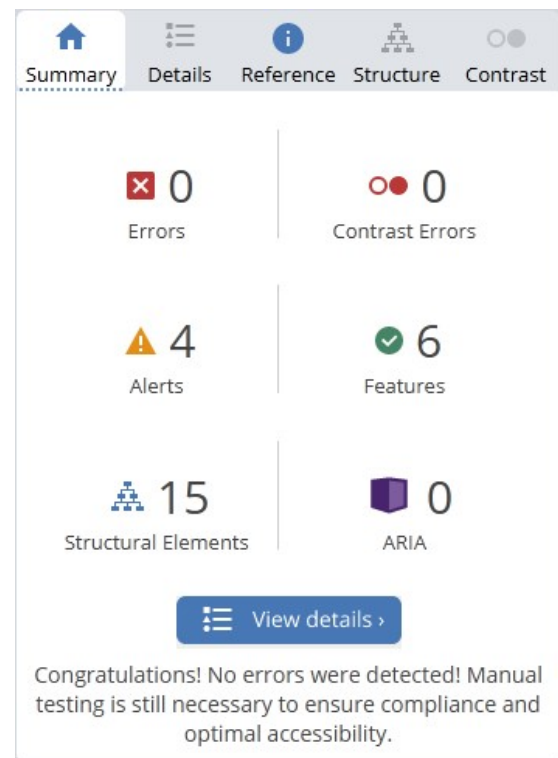 Summary Details Reference Structure Contrast
0 0
Errors Contrast Errors
4 6
Alerts Features
15 0
Structural Elements ARIA
View details ›
Congratulations! No errors were detected! Manual
testing is still necessary to ensure compliance and
optimal accessibility.